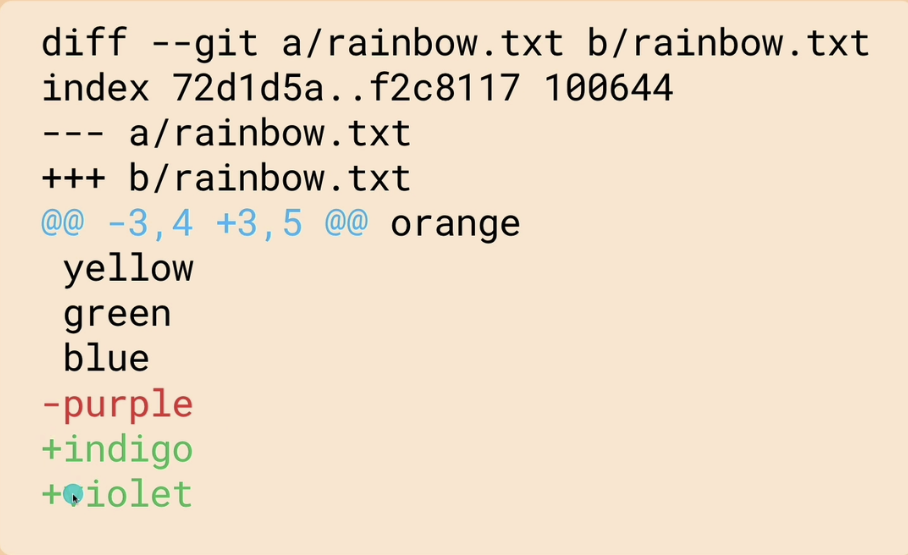 diff --git a/rainbow.txt b/rainbow.txt
index 72d1d5a..f2c8117 100644
--- a/rainbow.txt
+++ b/rainbow.txt
@@ -3,4 +3,5 @@ orange
 yellow
 green
 blue
-purple
+indigo
+violet